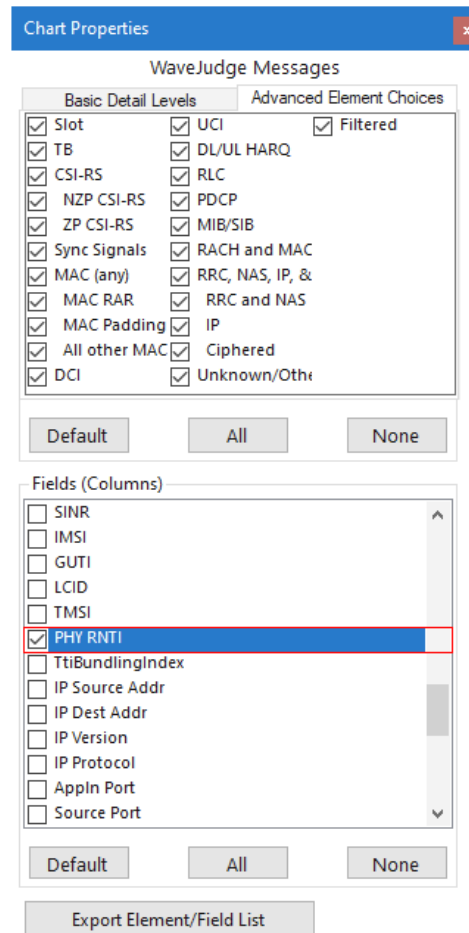 Chart Properties
x
WaveJudge Messages
Basic Detail Levels Advanced Element Choices
Slot UCI Filtered
TB DL/UL HARQ
CSI-RS RLC
NZP CSI-RS PDCP
ZP CSI-RS MIB/SIB
Sync Signals RACH and MAC
MAC (any) RRC, NAS, IP, &
MAC RAR RRC and NAS
MAC Padding IP
All other MAC Ciphered
DCI Unknown/Othe
Default All None
Fields (Columns)
SINR
IMSI
GUTI
LCID
TMSI
PHY RNTI
TtiBundlingIndex
IP Source Addr
IP Dest Addr
IP Version
IP Protocol
AppIn Port
Source Port
Default All None
Export Element/Field List